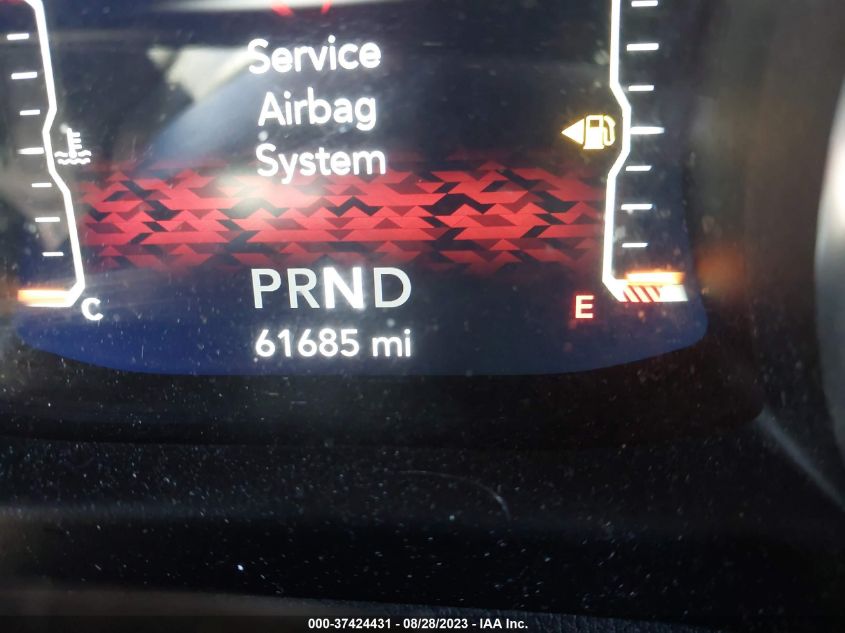 Service
Airbag
System
PRND
C
E
61685 mi
000-37424431 - 08/28/2023 - IAA Inc.